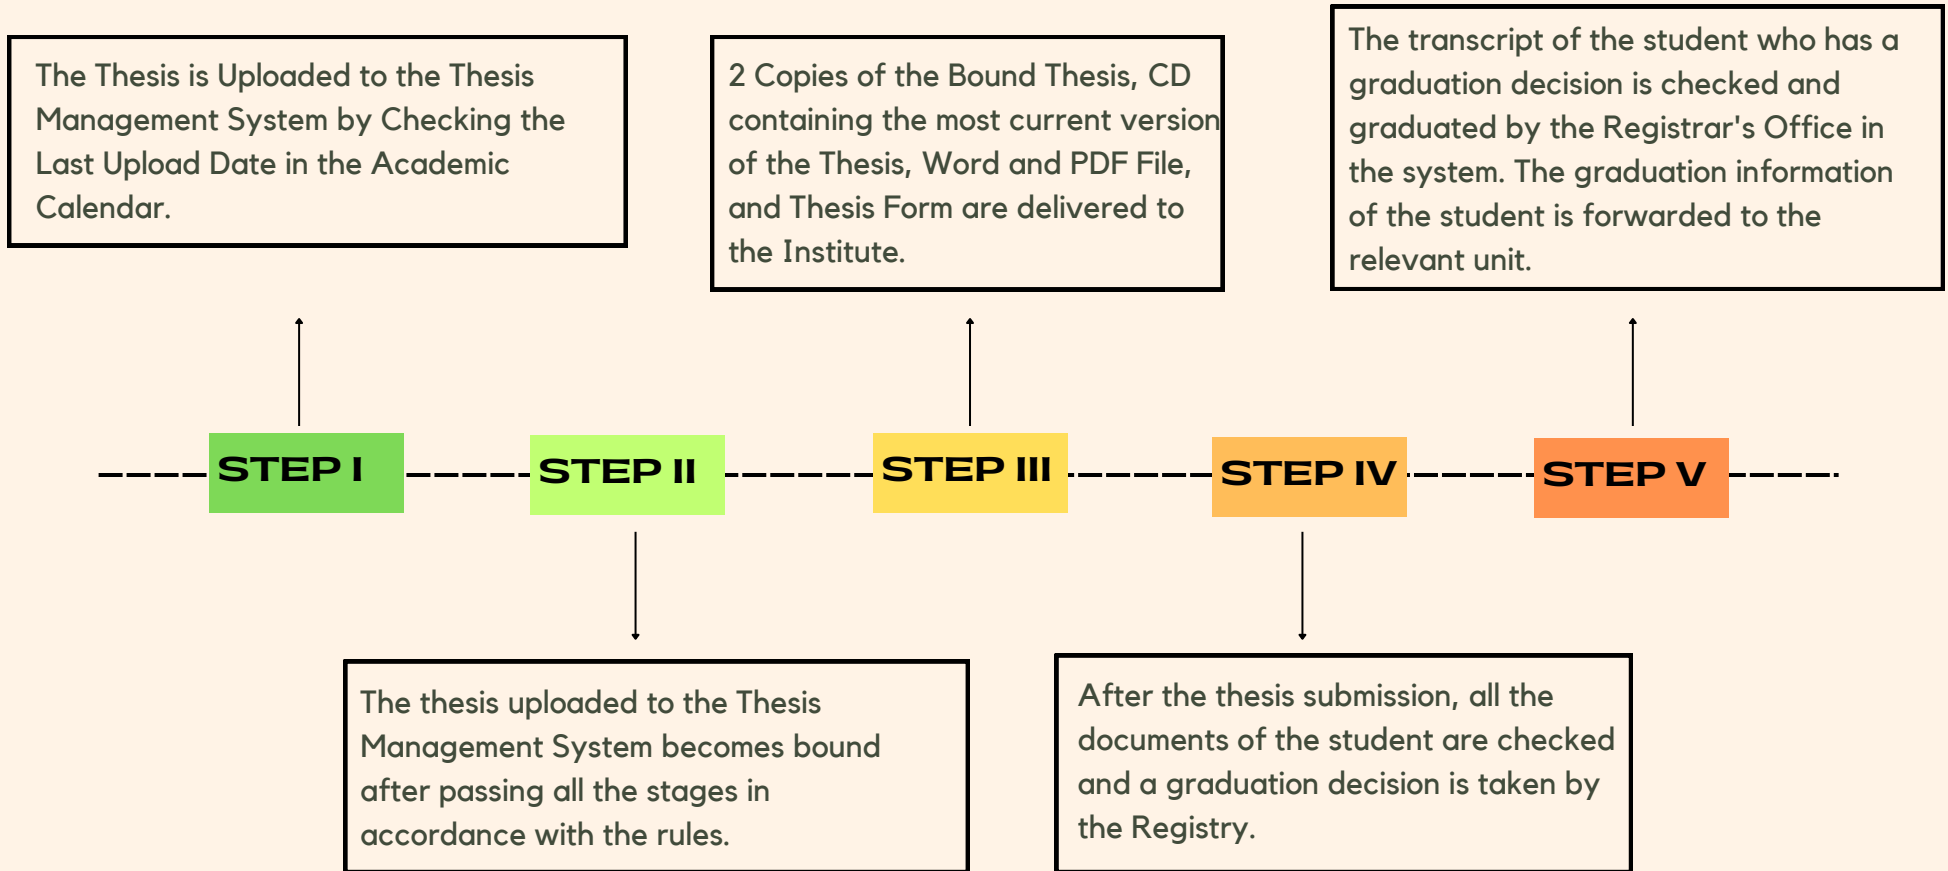 The Thesis is Uploaded to the Thesis
Management System by Checking the
Last Upload Date in the Academic
Calendar.
2 Copies of the Bound Thesis, CD
containing the most current version
of the Thesis, Word and PDF File,
and Thesis Form are delivered to
the Institute.
The transcript of the student who has a
graduation decision is checked and
graduated by the Registrar's Office in
the system. The graduation information
of the student is forwarded to the
relevant unit.
STEP I
STEP II
STEP III
STEP IV
STEP V
The thesis uploaded to the Thesis
Management System becomes bound
after passing all the stages in
accordance with the rules.
After the thesis submission, all the
documents of the student are checked
and a graduation decision is taken by
the Registry.